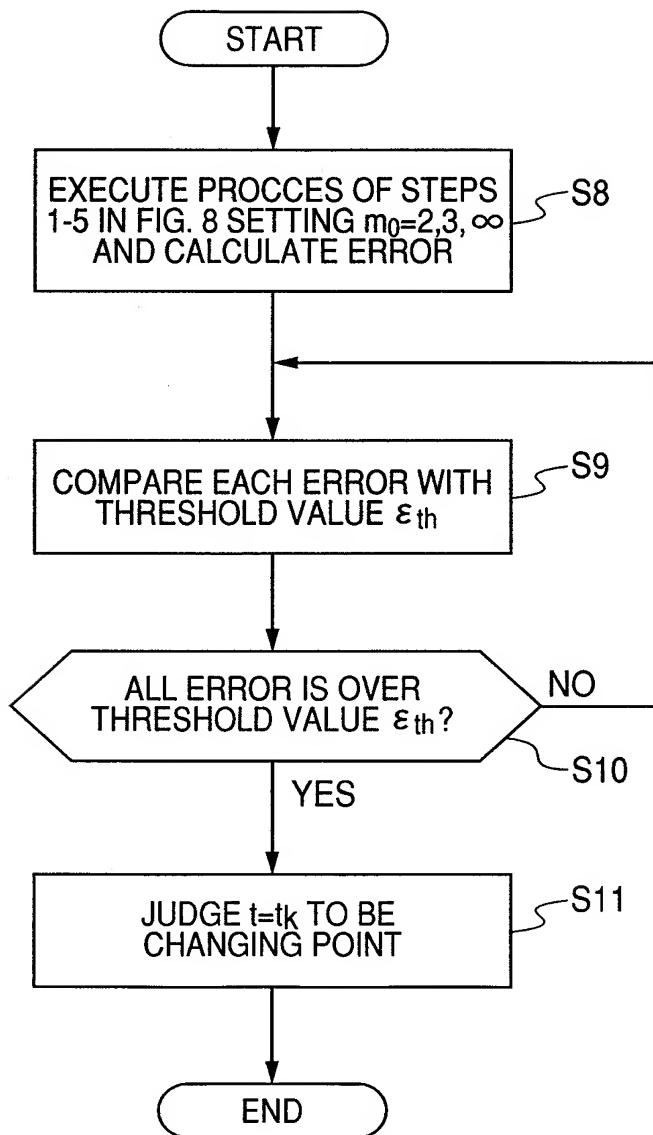 START
EXECUTE PROCCES OF STEPS
1-5 IN FIG. 8 SETTING m₀=2,3, ∞
AND CALCULATE ERROR
S8
COMPARE EACH ERROR WITH
THRESHOLD VALUE εth
S9
ALL ERROR IS OVER
THRESHOLD VALUE εth?
NO
S10
YES
JUDGE t=tk TO BE
CHANGING POINT
S11
END